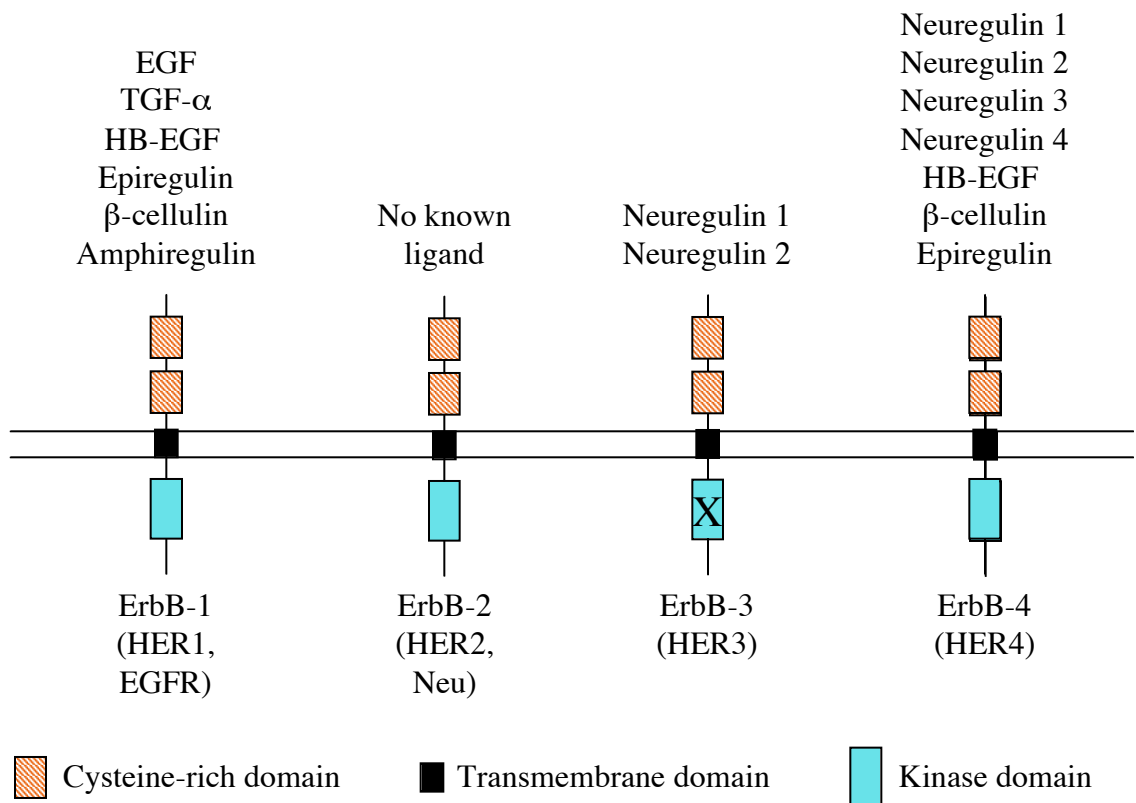 EGF
TGF-α
HB-EGF
Epiregulin
β-cellulin
Amphiregulin
No known
ligand
Neuregulin 1
Neuregulin 2
Neuregulin 1
Neuregulin 2
Neuregulin 3
Neuregulin 4
HB-EGF
β-cellulin
Epiregulin
X
ErbB-1
(HER1,
EGFR)
ErbB-2
(HER2,
Neu)
ErbB-3
(HER3)
ErbB-4
(HER4)
Cysteine-rich domain
Transmembrane domain
Kinase domain